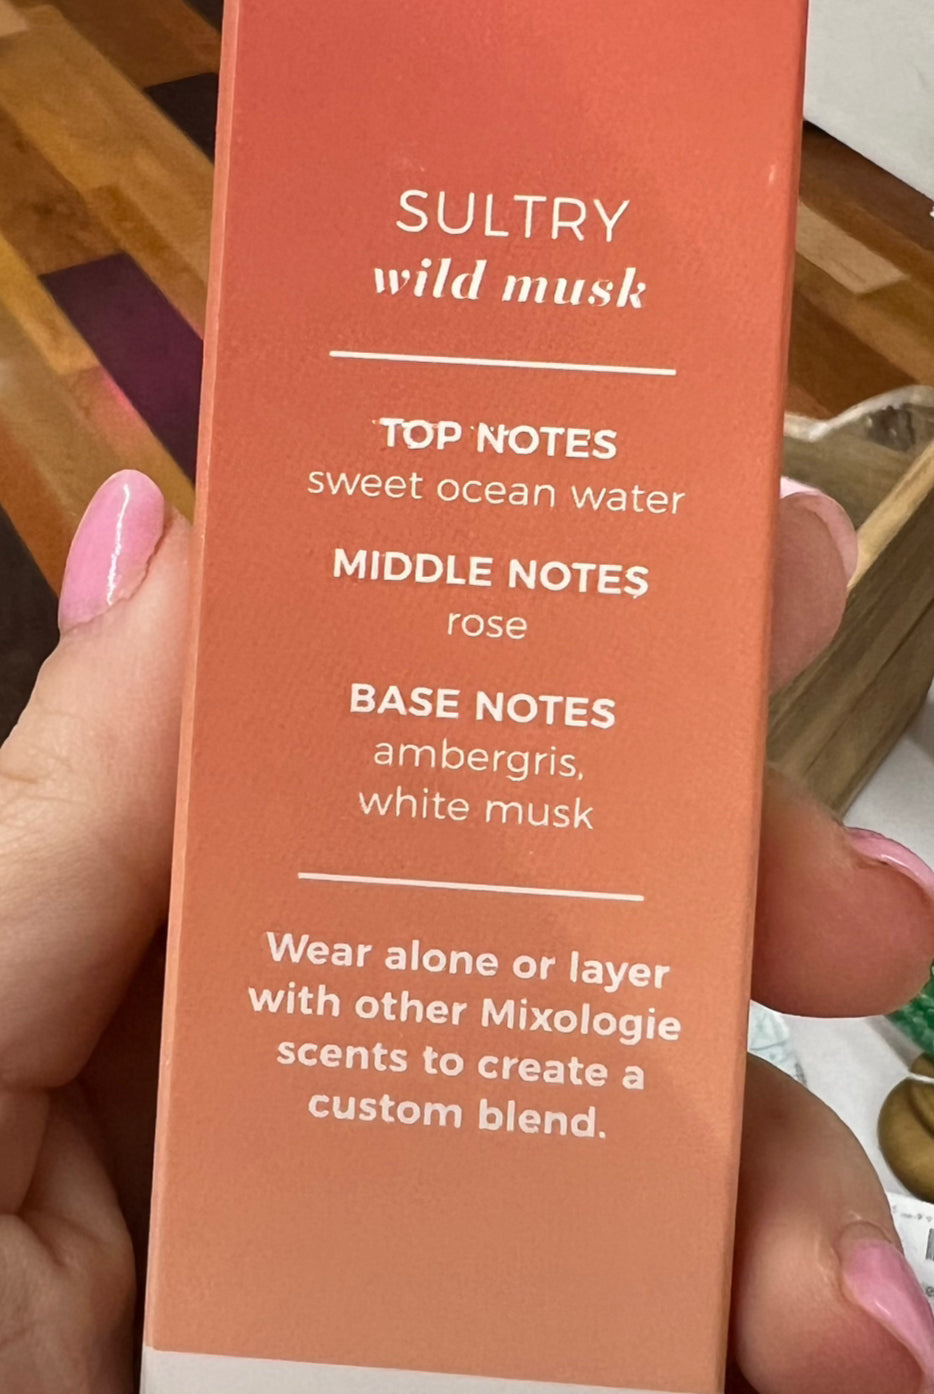 SULTRY
wild musk
TOP NOTES
sweet ocean water
MIDDLE NOTES
rose
BASE NOTES
ambergris,
white musk
Wear alone or layer
with other Mixologie
scents to create a
custom blend.